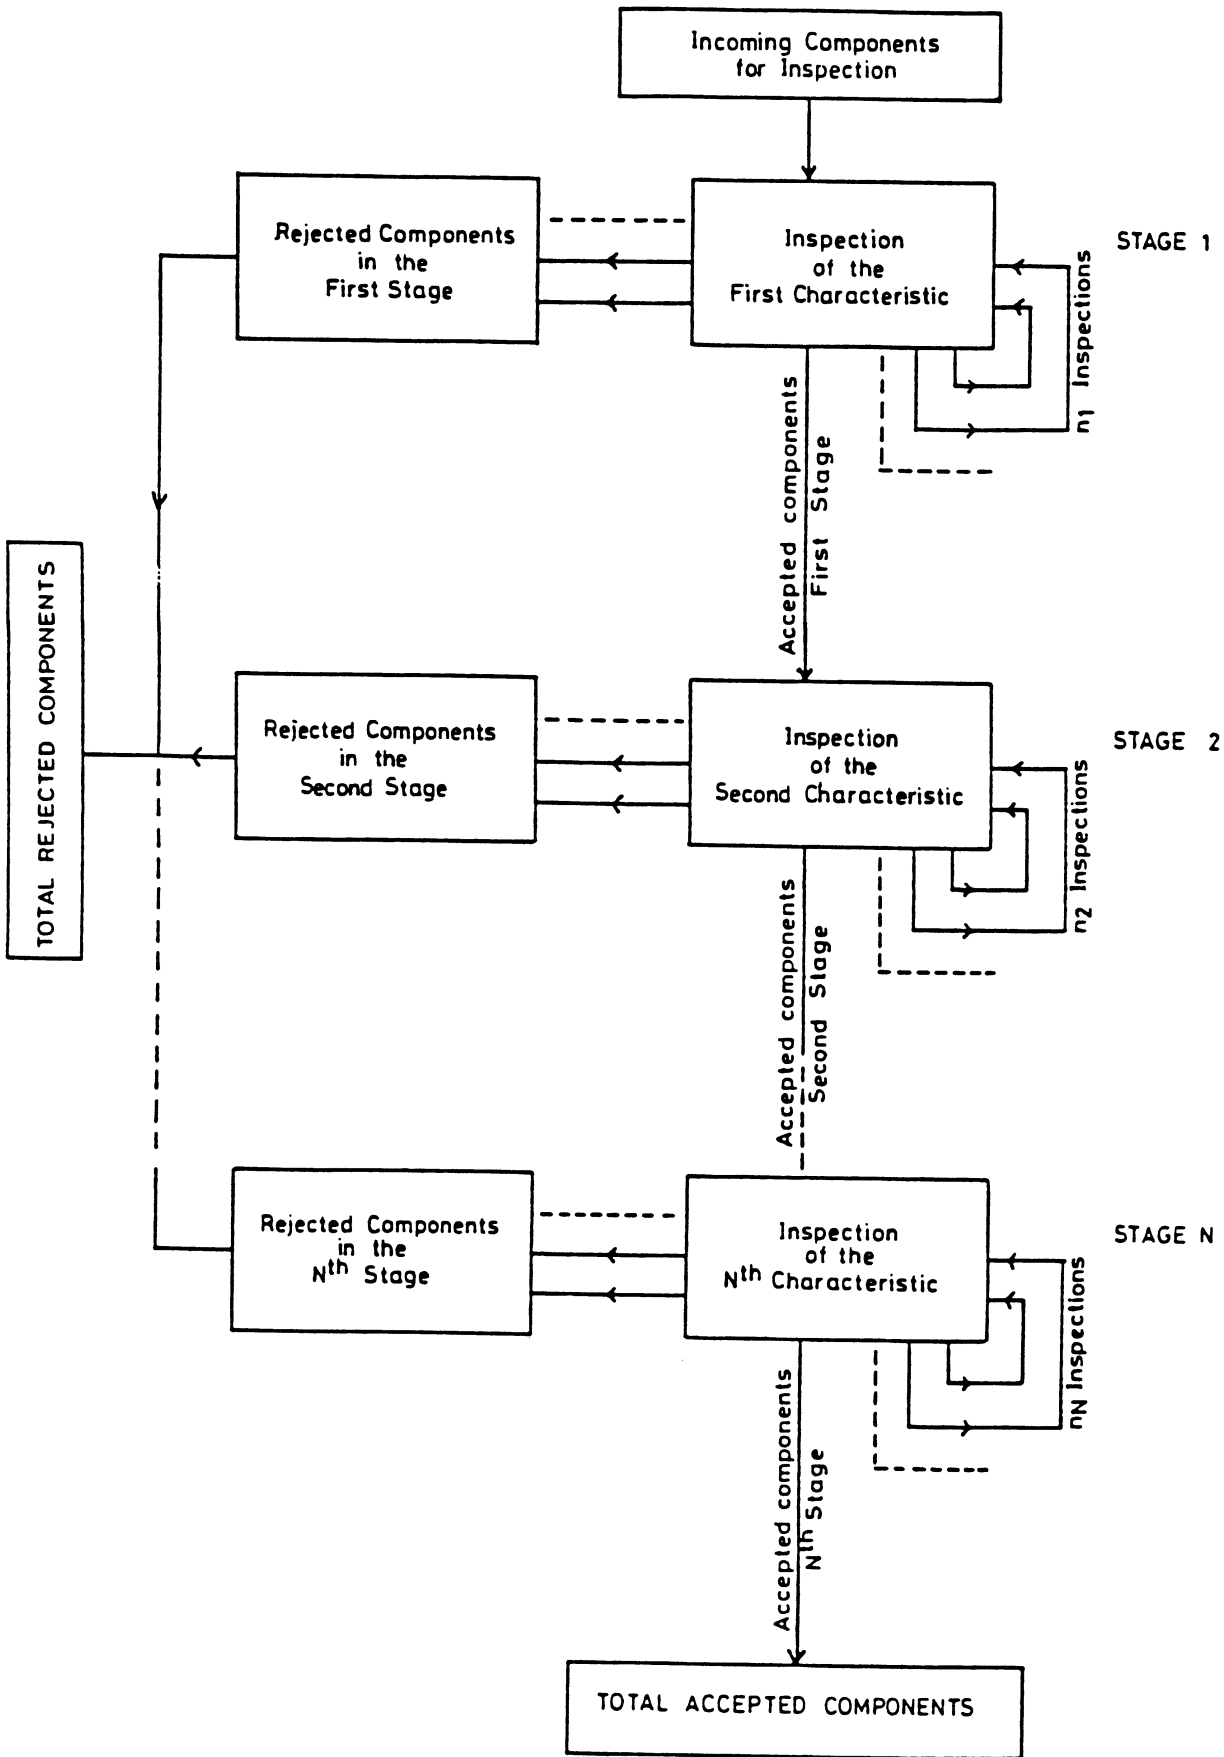 Incoming Components
for Inspection
Rejected Components
in the
First Stage
Inspection
of the
First Characteristic
STAGE 1
n1 Inspections
Accepted components
First Stage
TOTAL REJECTED COMPONENTS
Rejected Components
in the
Second Stage
Inspection
of the
Second Characteristic
STAGE 2
n2 Inspections
Accepted components
Second Stage
Rejected Components
in the
Nth Stage
Inspection
of the
Nth Characteristic
STAGE N
nN Inspections
Accepted components
Nth Stage
TOTAL ACCEPTED COMPONENTS